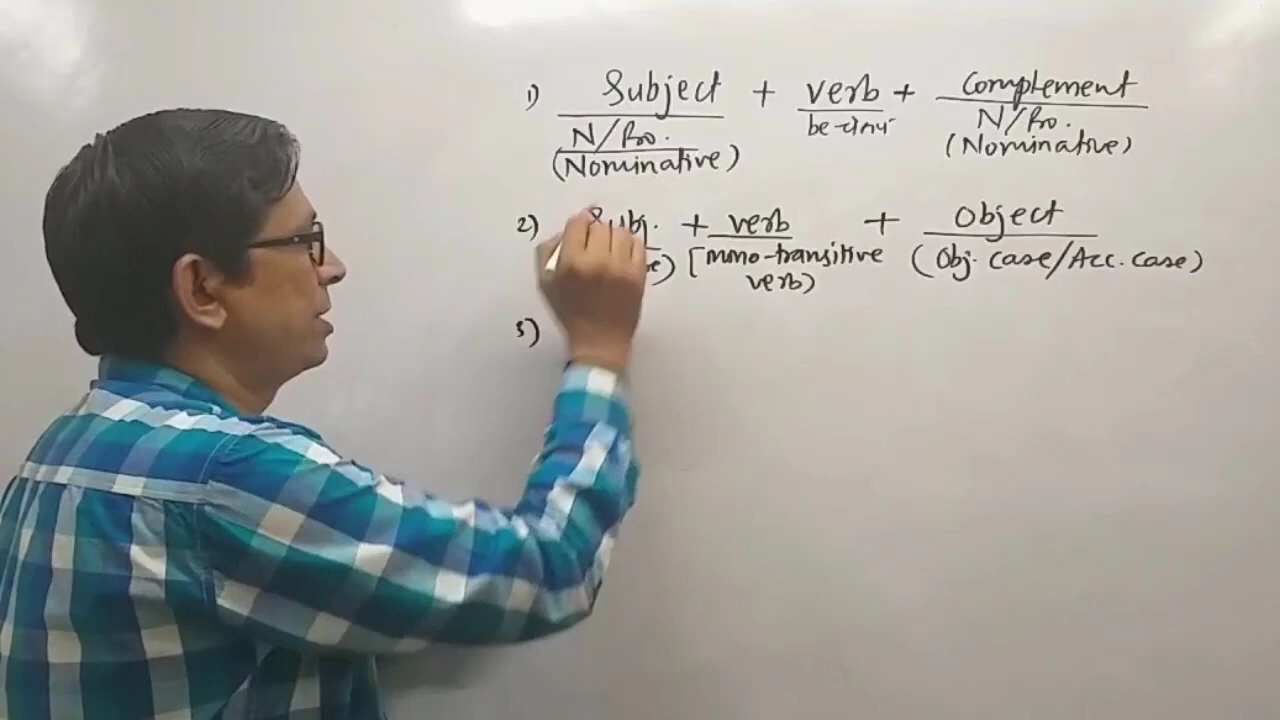 1) Subject + verb + Complement
N/Pro. be-
N/Pro.
(Nominative) (Nominative)
2) Subj. + verb + Object
[mono-transitive (Obj. case/Acc. case)
verb)
3)